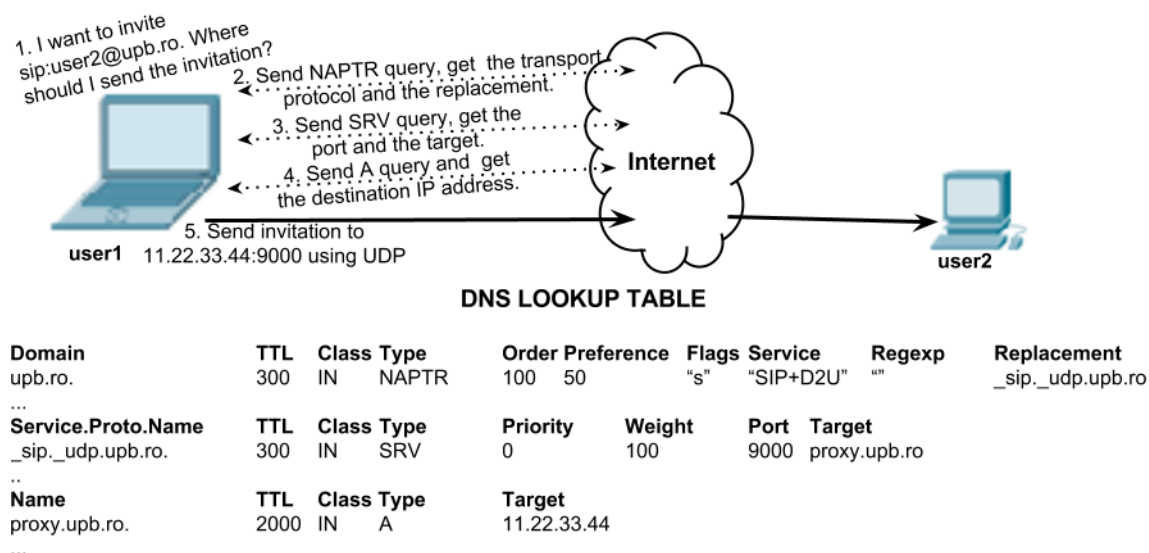 1. I want to invite
sip:user2@upb.ro. Where
should I send the invitation?
2. Send NAPTR query, get the transport
protocol and the replacement.
3. Send SRV query, get the
port and the target.
4. Send A query and get
the destination IP address.
Internet
5. Send invitation to
11.22.33.44:9000 using UDP
user1
user2
DNS LOOKUP TABLE
Domain TTL Class Type Order Preference Flags Service Regexp Replacement
upb.ro. 300 IN NAPTR 100 50 “s” “SIP+D2U” “” _sip._udp.upb.ro
...
Service.Proto.Name TTL Class Type Priority Weight Port Target
_sip._udp.upb.ro. 300 IN SRV 0 100 9000 proxy.upb.ro
..
Name TTL Class Type Target
proxy.upb.ro. 2000 IN A 11.22.33.44
...